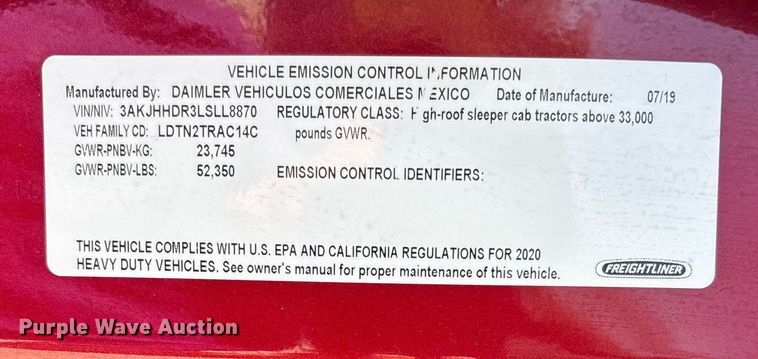 VEHICLE EMISSION CONTROL INFORMATION
Manufactured By: DAIMLER VEHICULOS COMERCIALES MEXICO Date of Manufacture: 07/19
VIN/NIV: 3AKJHHDR3LSLL8870 REGULATORY CLASS: High-roof sleeper cab tractors above 33,000
VEH FAMILY CD: LDTN2TRAC14C pounds GVWR.
GVWR-PNBV-KG: 23,745
GVWR-PNBV-LBS: 52,350 EMISSION CONTROL IDENTIFIERS:
THIS VEHICLE COMPLIES WITH U.S. EPA AND CALIFORNIA REGULATIONS FOR 2020
HEAVY DUTY VEHICLES. See owner's manual for proper maintenance of this vehicle.
FREIGHTLINER
Purple Wave Auction